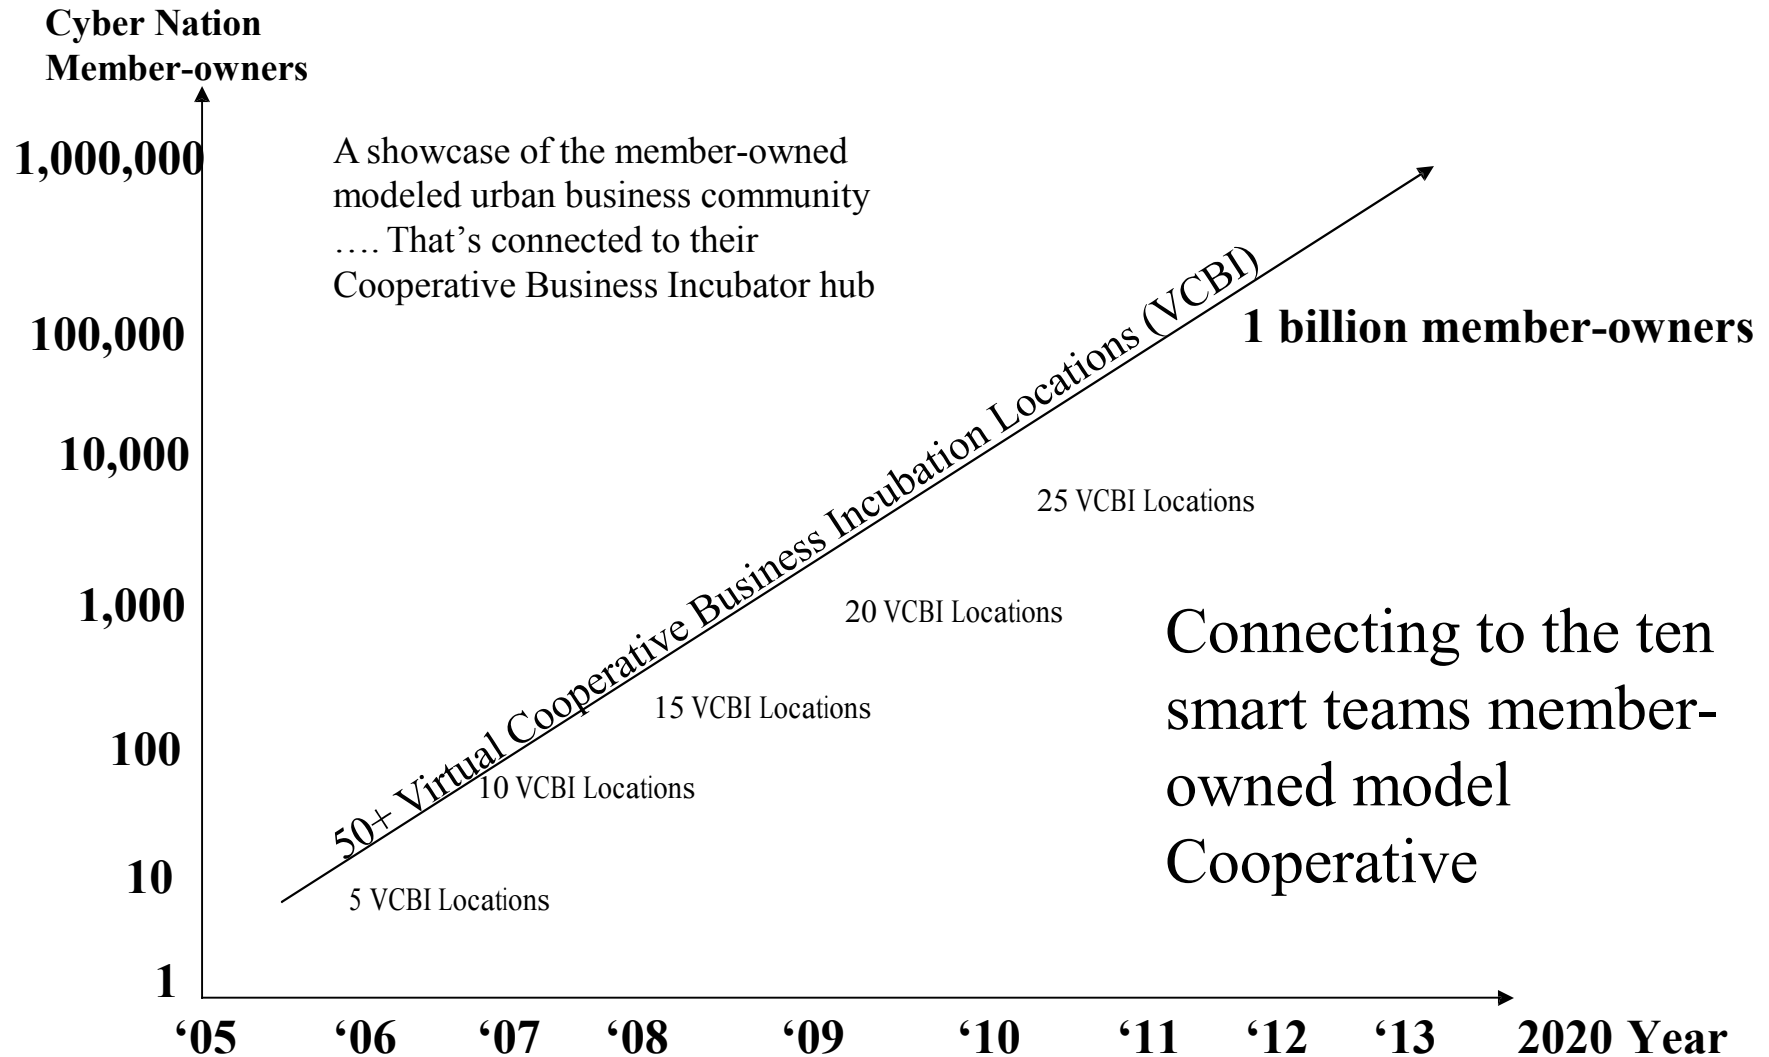 Cyber Nation
Member-owners
1,000,000
A showcase of the member-owned
modeled urban business community
…. That’s connected to their
Cooperative Business Incubator hub
100,000
1 billion member-owners
50+ Virtual Cooperative Business Incubation Locations (VCBI)
10,000
25 VCBI Locations
1,000
20 VCBI Locations
Connecting to the ten
smart teams member-
owned model
Cooperative
15 VCBI Locations
100
10 VCBI Locations
10
5 VCBI Locations
1
‘05 ‘06 ‘07 ‘08 ‘09 ‘10 ‘11 ‘12 ‘13 2020 Year